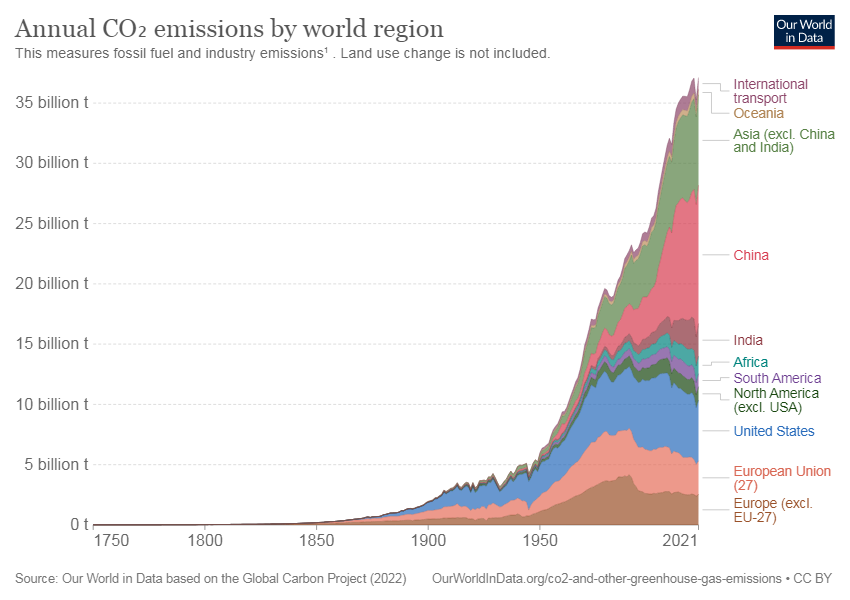 Annual CO₂ emissions by world region
This measures fossil fuel and industry emissions¹ . Land use change is not included.
Our World
in Data
35 billion t
30 billion t
25 billion t
20 billion t
15 billion t
10 billion t
5 billion t
0 t
1750
1800
1850
1900
1950
2021
International
transport
Oceania
Asia (excl. China
and India)
China
India
Africa
South America
North America
(excl. USA)
United States
European Union
(27)
Europe (excl.
EU-27)
Source: Our World in Data based on the Global Carbon Project (2022)
OurWorldInData.org/co2-and-other-greenhouse-gas-emissions • CC BY